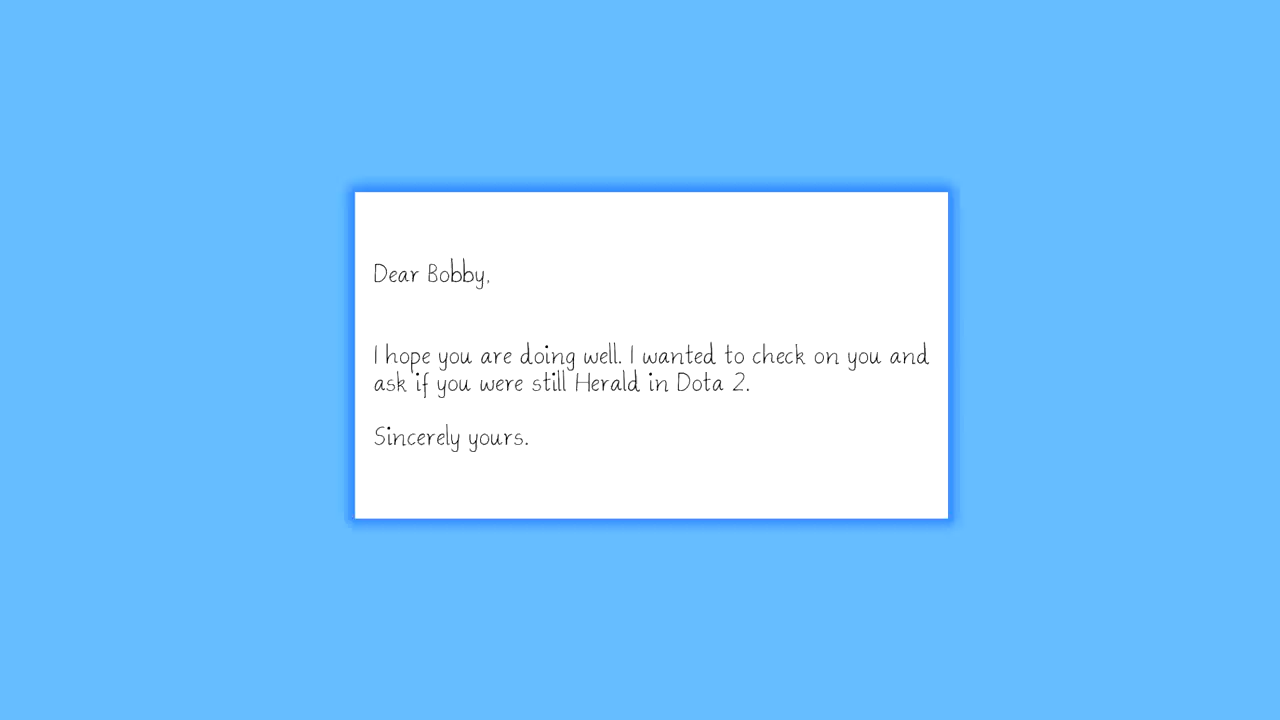 Dear Bobby,
I hope you are doing well. I wanted to check on you and
ask if you were still Herald in Dota 2.
Sincerely yours.